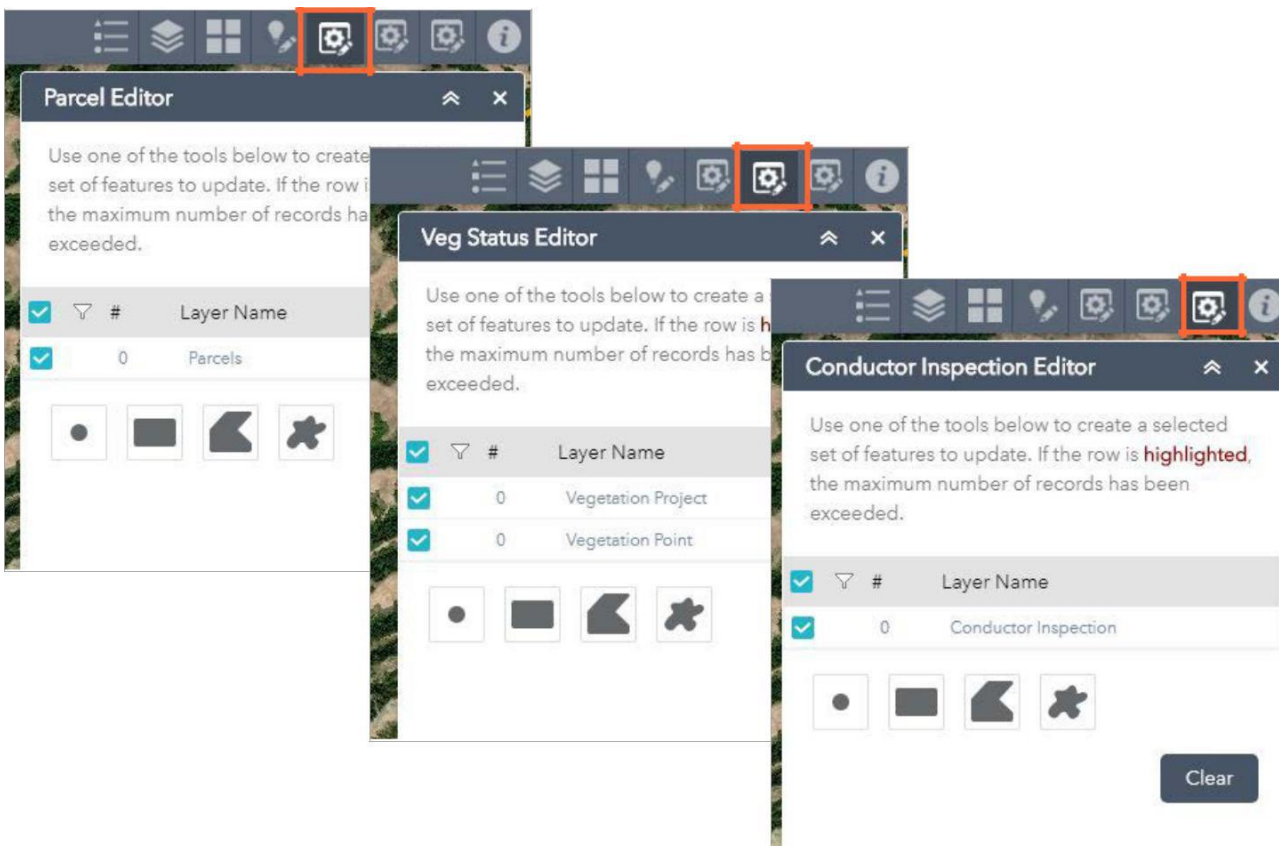 Parcel Editor
Use one of the tools below to create
set of features to update. If the row i
the maximum number of records ha
exceeded.
# Layer Name
0 Parcels
Veg Status Editor
Use one of the tools below to create a
set of features to update. If the row is h
the maximum number of records has b
exceeded.
# Layer Name
0 Vegetation Project
0 Vegetation Point
Conductor Inspection Editor
Use one of the tools below to create a selected
set of features to update. If the row is highlighted,
the maximum number of records has been
exceeded.
# Layer Name
0 Conductor Inspection
Clear